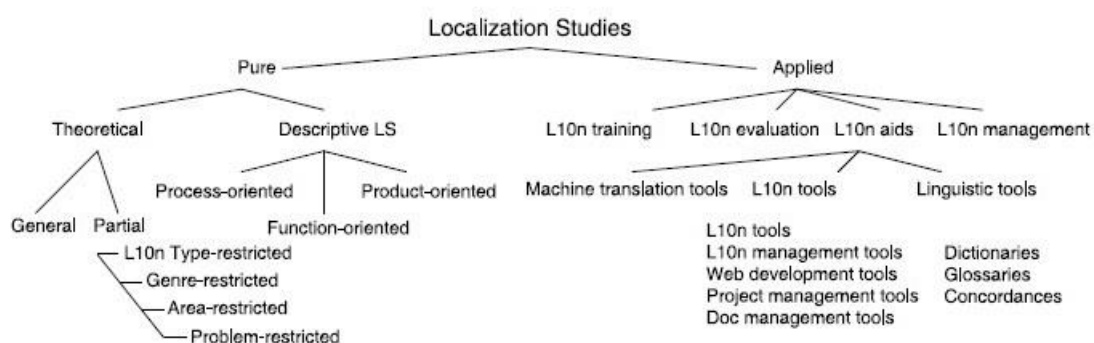 Localization Studies
Pure
Applied
Theoretical
Descriptive LS
L10n training
L10n evaluation
L10n aids
L10n management
Process-oriented
Product-oriented
Machine translation tools
L10n tools
Linguistic tools
General
Partial
Function-oriented
L10n Type-restricted
Genre-restricted
Area-restricted
Problem-restricted
L10n tools
L10n management tools
Web development tools
Project management tools
Doc management tools
Dictionaries
Glossaries
Concordances